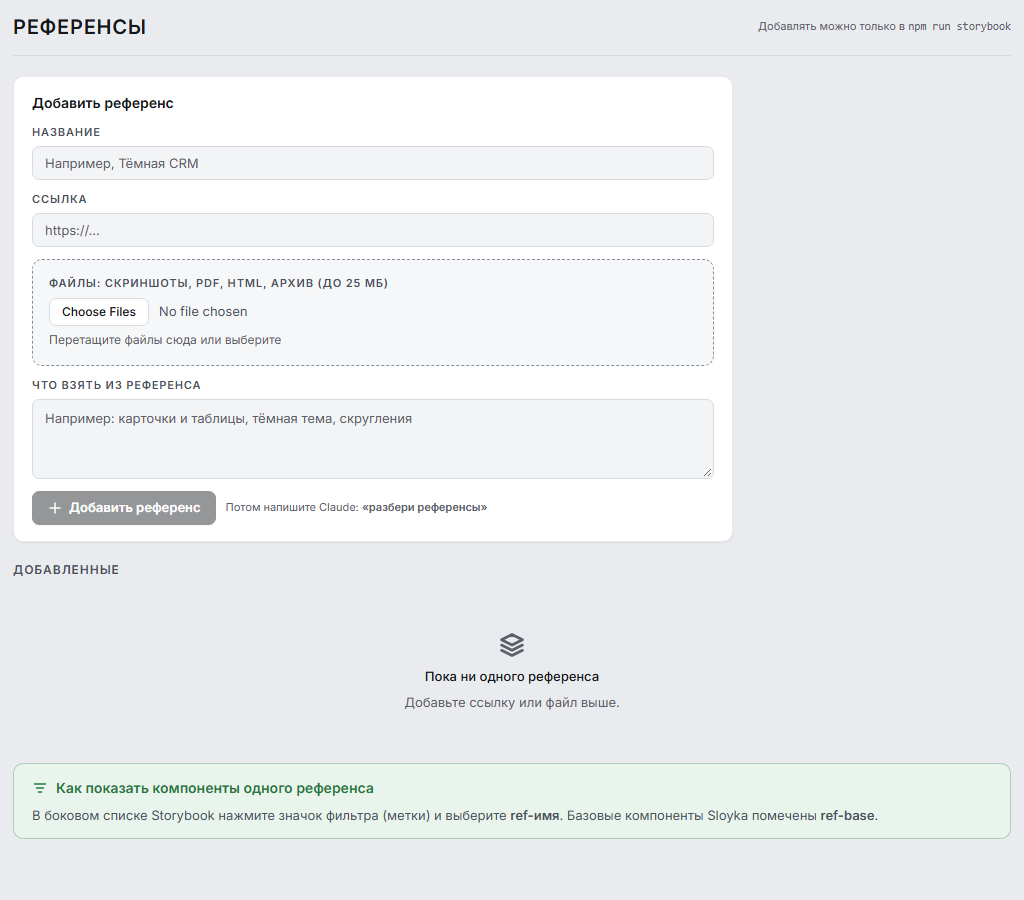 РЕФЕРЕНСЫ
Добавлять можно только в npm run storybook
Добавить референс
НАЗВАНИЕ
Например, Тёмная CRM
ССЫЛКА
https://...
ФАЙЛЫ: СКРИНШОТЫ, PDF, HTML, АРХИВ (ДО 25 МБ)
Choose Files No file chosen
Перетащите файлы сюда или выберите
ЧТО ВЗЯТЬ ИЗ РЕФЕРЕНСА
Например: карточки и таблицы, тёмная тема, скругления
Добавить референс
Потом напишите Claude: «разбери референсы»
ДОБАВЛЕННЫЕ
Пока ни одного референса
Добавьте ссылку или файл выше.
Как показать компоненты одного референса
В боковом списке Storybook нажмите значок фильтра (метки) и выберите ref-имя. Базовые компоненты Sloyka помечены ref-base.